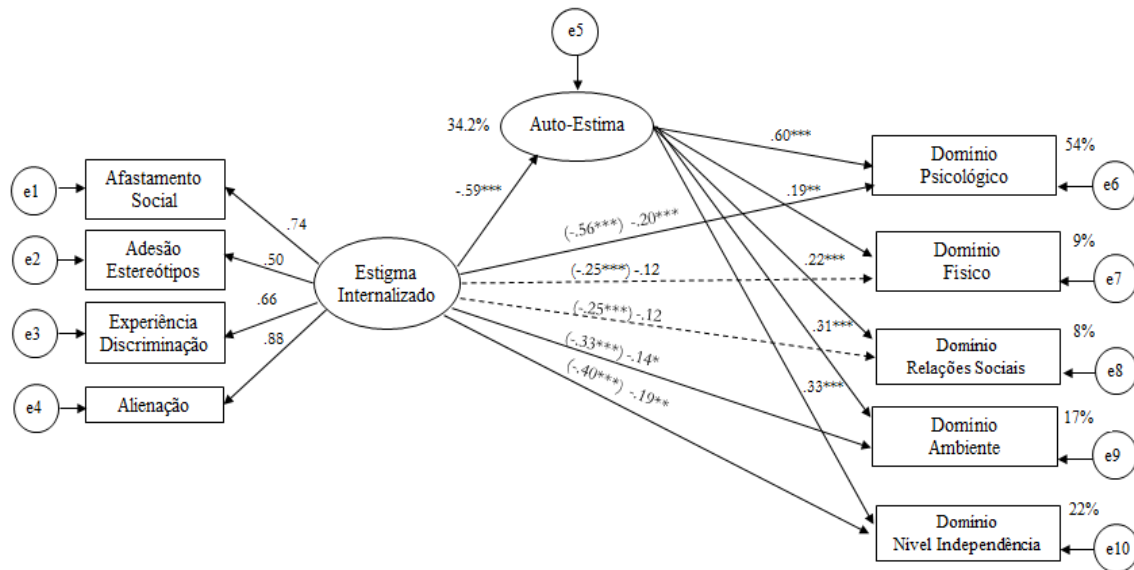 e5
34.2%
Auto-Estima
.60***
Domínio
Psicológico
54%
e6
e1
Afastamento
Social
-.59***
.19**
.74
(-.56***) -.20***
e2
Adesão
Estereótipos
.50
Estigma
Internalizado
(-.25***) -.12
.22***
Domínio
Físico
9%
e7
e3
Experiência
Discriminação
.66
(-.25***) -.12
.31***
Domínio
Relações Sociais
8%
e8
.88
(-.33***) -.14*
e4
Alienação
(-.40***) -.19**
.33***
Domínio
Ambiente
17%
e9
Domínio
Nivel Independência
22%
e10